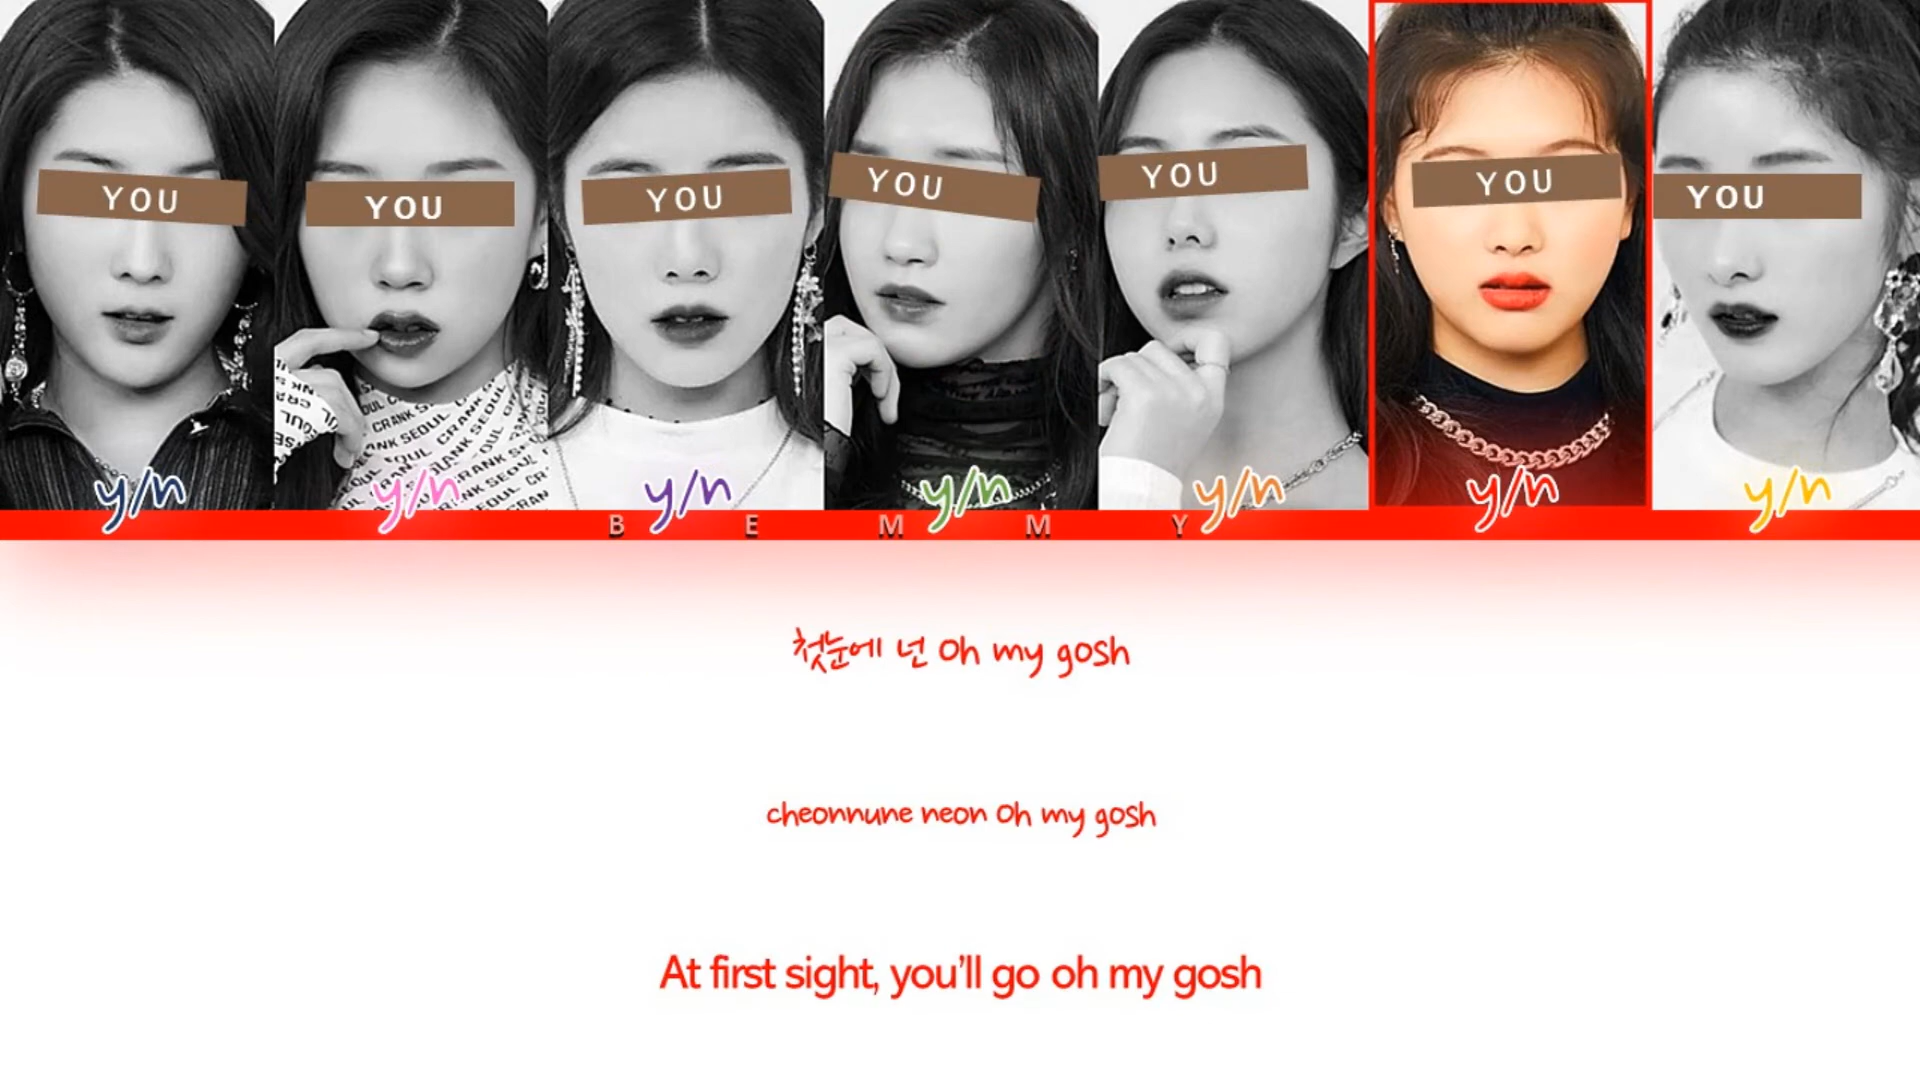 YOU YOU YOU YOU YOU YOU YOU
y/n y/n y/n y/n y/n y/n y/n
B E M M Y
첫눈에 넌 Oh my gosh
cheonnune neon Oh my gosh
At first sight, you'll go oh my gosh